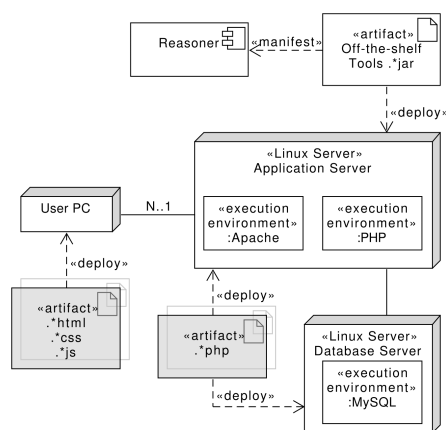 Reasoner
«manifest»
«artifact»
Off-the-shelf
Tools .*jar
«deploy»
«Linux Server»
Application Server
User PC
N..1
«execution
environment»
:Apache
«execution
environment»
:PHP
«deploy»
«deploy»
«artifact»
.*html
.*css
.*js
«artifact»
.*php
«Linux Server»
Database Server
«execution
environment»
:MySQL
«deploy»